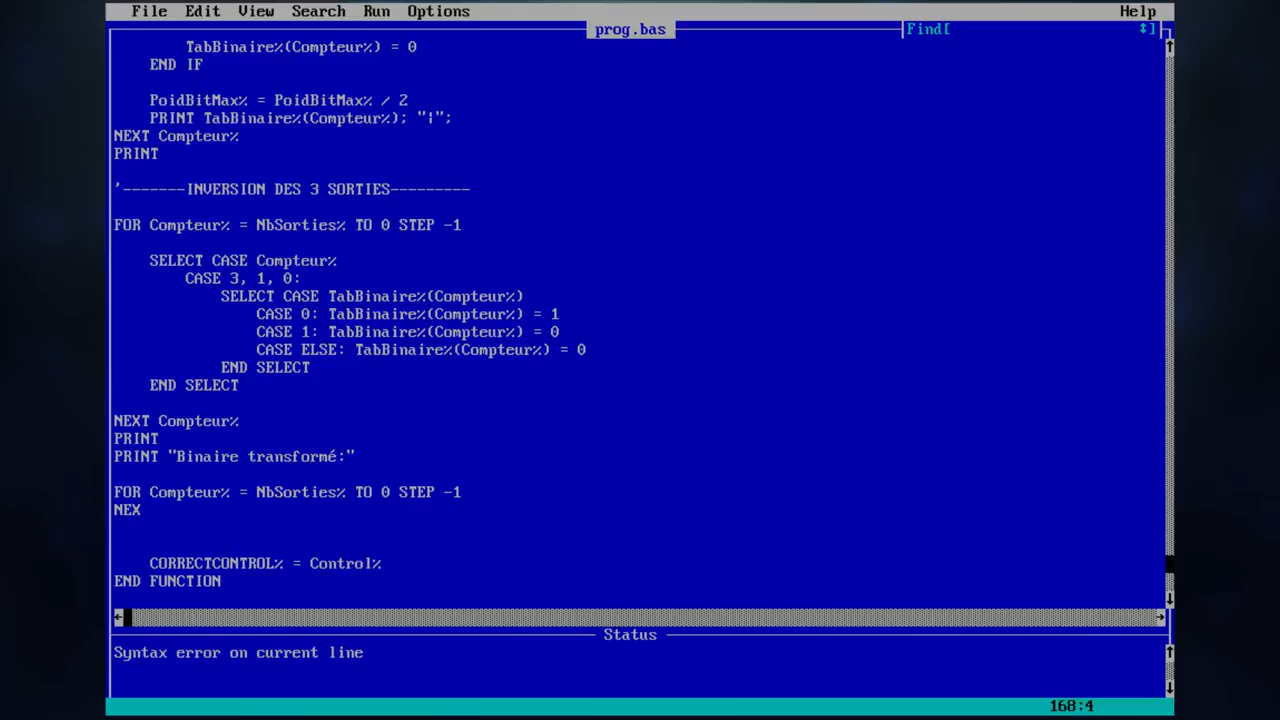 File Edit View Search Run Options Help
prog.bas
Find[ ↕]
TabBinaire%(Compteur%) = 0
END IF
PoidBitMax% = PoidBitMax% / 2
PRINT TabBinaire%(Compteur%); "¦";
NEXT Compteur%
PRINT
'-------INVERSION DES 3 SORTIES---------
FOR Compteur% = NbSorties% TO 0 STEP -1
SELECT CASE Compteur%
CASE 3, 1, 0:
SELECT CASE TabBinaire%(Compteur%)
CASE 0: TabBinaire%(Compteur%) = 1
CASE 1: TabBinaire%(Compteur%) = 0
CASE ELSE: TabBinaire%(Compteur%) = 0
END SELECT
END SELECT
NEXT Compteur%
PRINT
PRINT "Binaire transformé:"
FOR Compteur% = NbSorties% TO 0 STEP -1
NEX
CORRECTCONTROL% = Control%
END FUNCTION
Status
Syntax error on current line
168:4